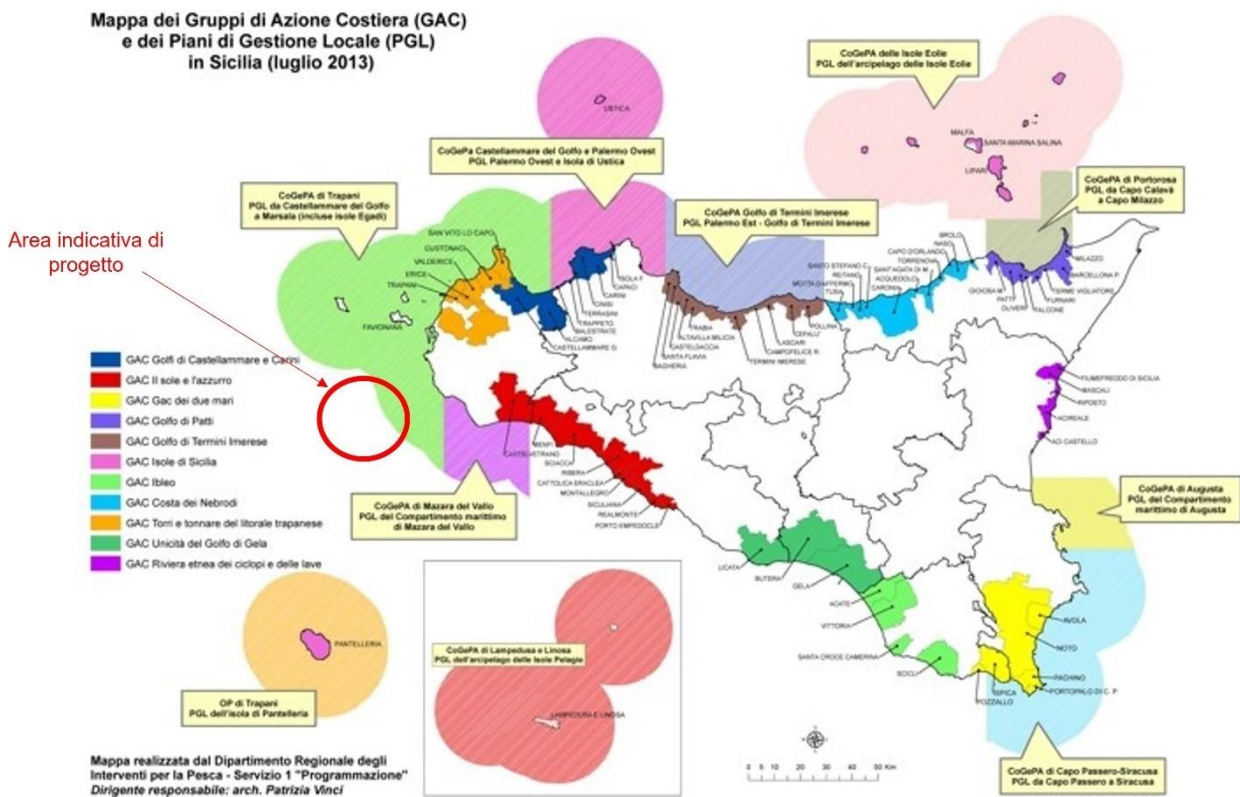 Mappa dei Gruppi di Azione Costiera (GAC)
e dei Piani di Gestione Locale (PGL)
in Sicilia (luglio 2013)
Area indicativa di
progetto
CoGePA delle Isole Eolie
PGL dell'arcipelago delle Isole Eolie
USTICA
MALFA
SANTA MARINA SALINA
LIPARI
CoGePa Castellammare del Golfo e Palermo Ovest
PGL Palermo Ovest e Isola di Ustica
CoGePA di Trapani
PGL da Castellammare del Golfo
a Marsala (incluse isole Egadi)
CoGePA Golfo di Termini Imerese
PGL Palermo Est - Golfo di Termini Imerese
CoGePA di Portorosa
PGL da Capo Calavà
a Capo Milazzo
SAN VITO LO CAPO
CUSTONACI
VALDERICE
ERICE
TRAPANI
FAVIGNANA
ISOLA F.
CAPACI
CARINI
CINISI
TERRASINI
TRAPPETO
BALESTRATE
ALCAMO
CASTELLAMMARE G.
TRABIA
ALTAVILLA MILICIA
CASTELDACCIA
SANTA FLAVIA
BAGHERIA
POLLINA
CEFALU'
LASCARI
CAMPOFELICE R.
TERMINI IMERESE
BROLO
NASO
CAPO D'ORLANDO
TORRENOVA
SANT'AGATA DI M.
ACQUEDOLCI
CARONIA
SANTO STEFANO C.
REITANO
MOTTA D'AFFERMO
TUSA
MILAZZO
BARCELLONA P.
TERME VIGLIATORE
FURNARI
FALCONE
OLIVERI
PATTI
GIOIOSA M.
FIUMEFREDDO DI SICILIA
MASCALI
RIPOSTO
ACIREALE
ACI CASTELLO
GAC Golfi di Castellammare e Carini
GAC Il sole e l'azzurro
GAC Gac dei due mari
GAC Golfo di Patti
GAC Golfo di Termini Imerese
GAC Isole di Sicilia
GAC Ibleo
GAC Costa dei Nebrodi
GAC Torri e tonnare del litorale trapanese
GAC Unicità del Golfo di Gela
GAC Riviera etnea dei ciclopi e delle lave
CASTELVETRANO
MENFI
SCIACCA
RIBERA
CATTOLICA ERACLEA
MONTALLEGRO
SICULIANA
REALMONTE
PORTO EMPEDOCLE
CoGePA di Mazara del Vallo
PGL del Compartimento marittimo
di Mazara del Vallo
CoGePA di Augusta
PGL del Compartimento
marittimo di Augusta
LICATA
BUTERA
GELA
ACATE
VITTORIA
SANTA CROCE CAMERINA
SCICLI
AVOLA
NOTO
PACHINO
PORTOPALO DI C. P.
ISPICA
POZZALLO
PANTELLERIA
OP di Trapani
PGL dell'isola di Pantelleria
CoGePA di Lampedusa e Linosa
PGL dell'arcipelago delle Isole Pelagie
LAMPEDUSA E LINOSA
CoGePA di Capo Passero-Siracusa
PGL da Capo Passero a Siracusa
0 5 10 20 30 40 50 Km
Mappa realizzata dal Dipartimento Regionale degli
Interventi per la Pesca - Servizio 1 "Programmazione"
Dirigente responsabile: arch. Patrizia Vinci